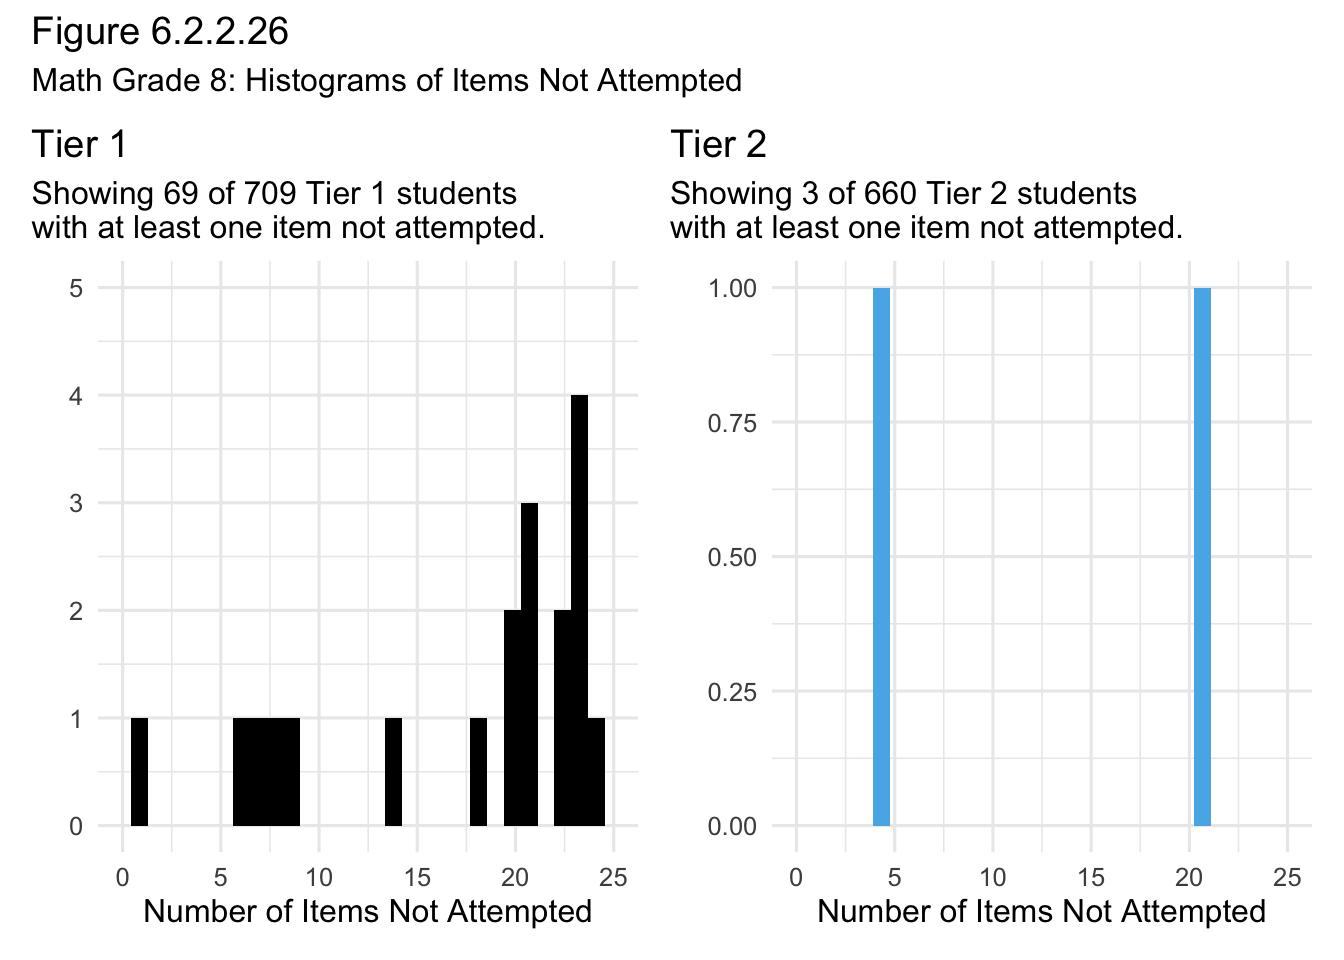 Figure 6.2.2.26
Math Grade 8: Histograms of Items Not Attempted
Tier 1
Showing 69 of 709 Tier 1 students
with at least one item not attempted.
5
4
3
2
1
0
0 5 10 15 20 25
Number of Items Not Attempted
Tier 2
Showing 3 of 660 Tier 2 students
with at least one item not attempted.
1.00
0.75
0.50
0.25
0.00
0 5 10 15 20 25
Number of Items Not Attempted